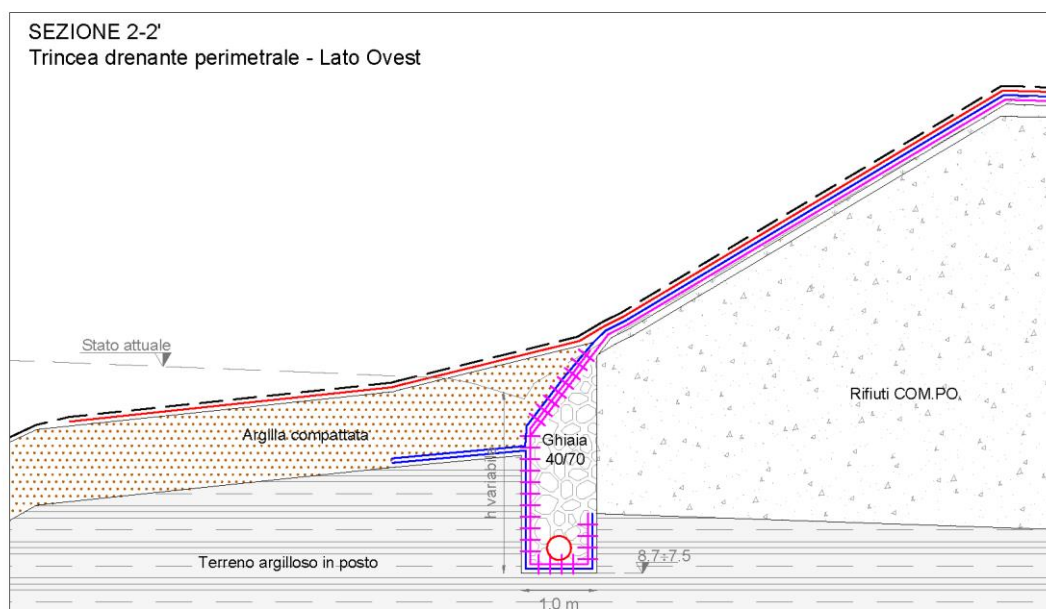 SEZIONE 2-2'
Trincea drenante perimetrale - Lato Ovest
Stato attuale
Rifiuti COM.PO.
Argilla compattata
Ghiaia
40/70
h variabile
Terreno argilloso in posto
8,7÷7,5
1,0 m